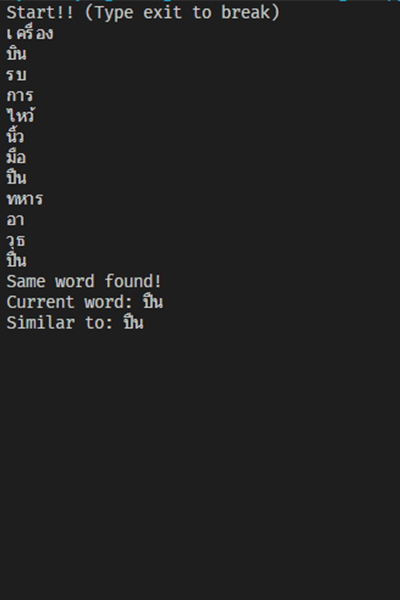 Start!! (Type exit to break)
เครื่อง
บิน
รบ
การ
ไหว้
นิ้ว
มือ
ปืน
ทหาร
อา
วุธ
ปืน
Same word found!
Current word: ปืน
Similar to: ปืน